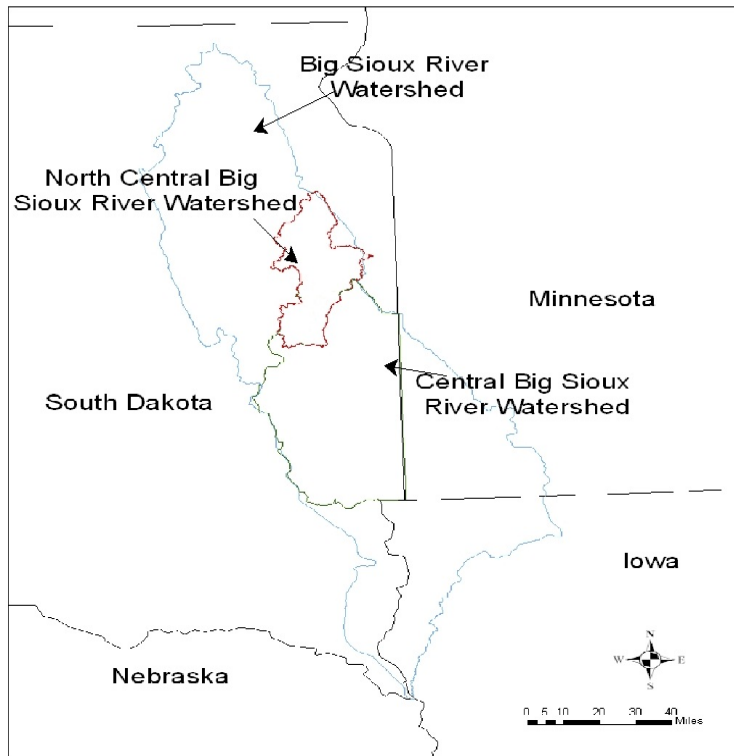 Big Sioux River
Watershed
North Central Big
Sioux River Watershed
Minnesota
Central Big Sioux
River Watershed
South Dakota
Iowa
Nebraska
N
W E
S
0 5 10 20 30 40
Miles